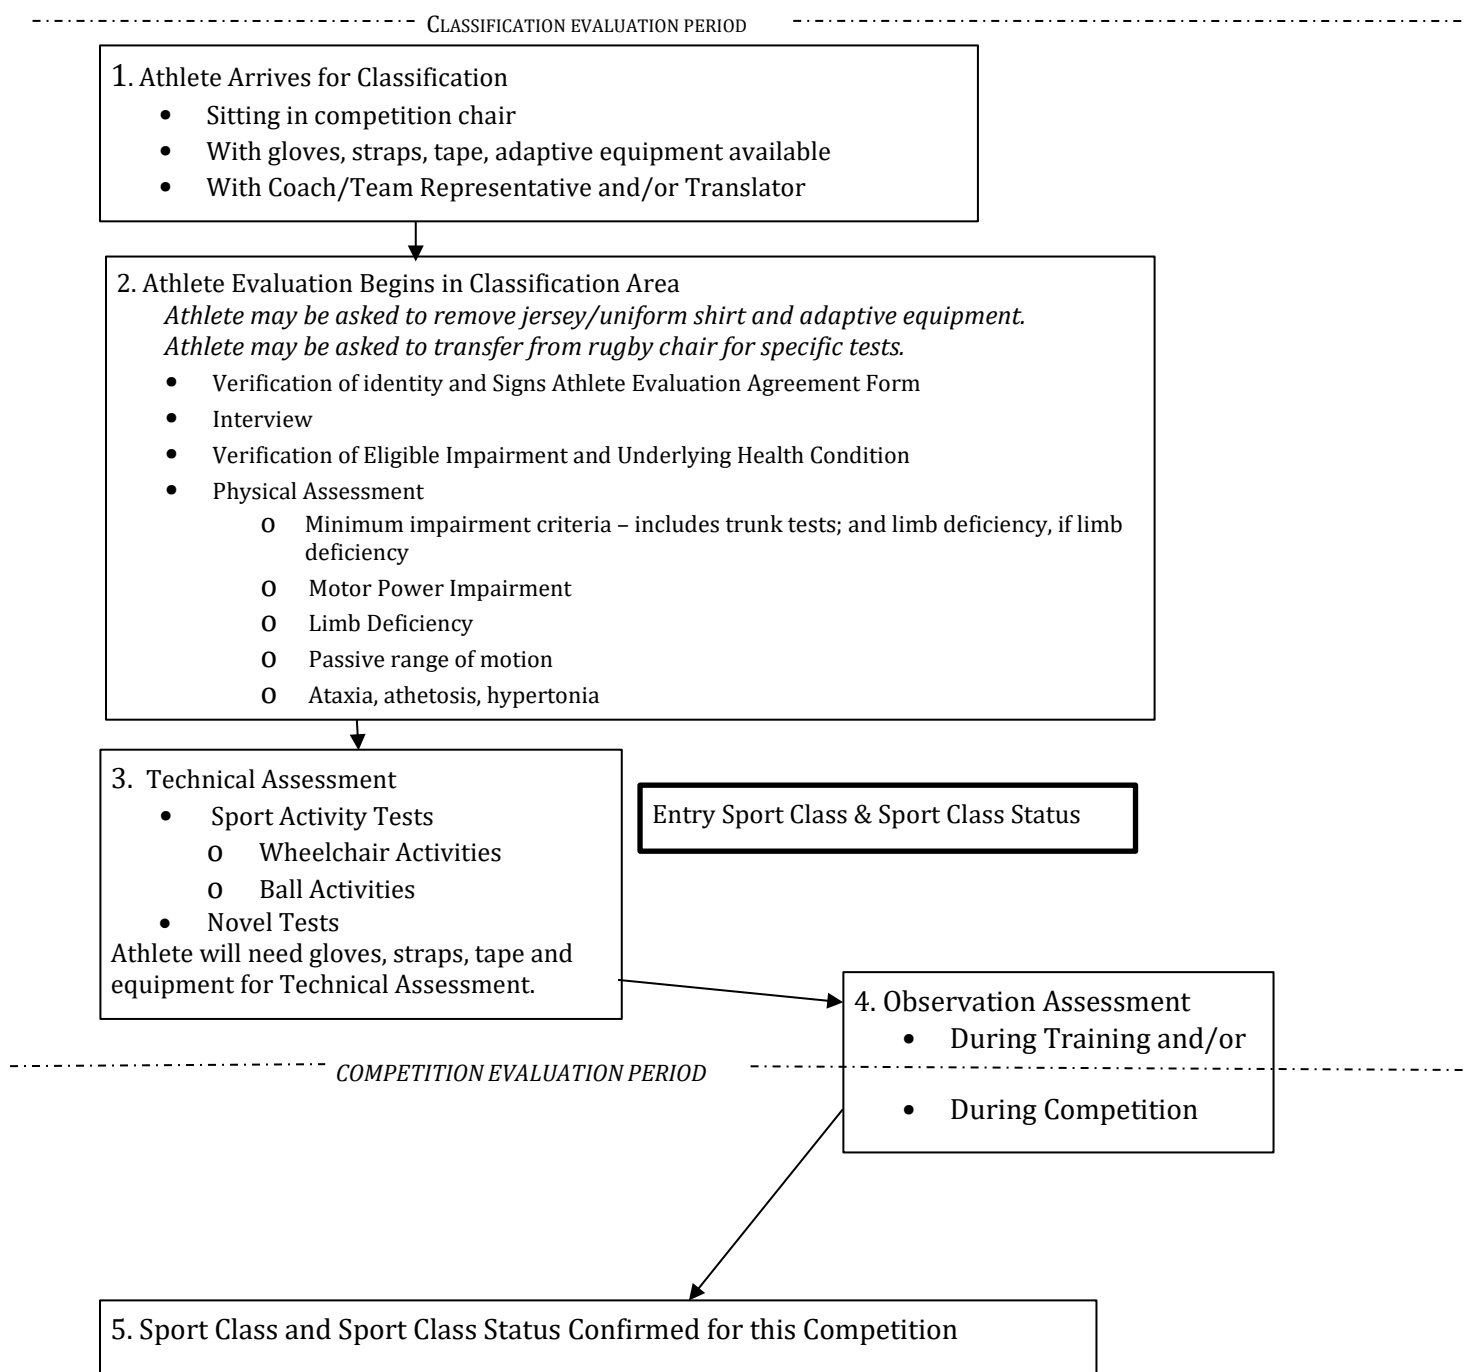 CLASSIFICATION EVALUATION PERIOD
1. Athlete Arrives for Classification
• Sitting in competition chair
• With gloves, straps, tape, adaptive equipment available
• With Coach/Team Representative and/or Translator
2. Athlete Evaluation Begins in Classification Area
Athlete may be asked to remove jersey/uniform shirt and adaptive equipment.
Athlete may be asked to transfer from rugby chair for specific tests.
• Verification of identity and Signs Athlete Evaluation Agreement Form
• Interview
• Verification of Eligible Impairment and Underlying Health Condition
• Physical Assessment
o Minimum impairment criteria – includes trunk tests; and limb deficiency, if limb
deficiency
o Motor Power Impairment
o Limb Deficiency
o Passive range of motion
o Ataxia, athetosis, hypertonia
3. Technical Assessment
• Sport Activity Tests
o Wheelchair Activities
o Ball Activities
• Novel Tests
Athlete will need gloves, straps, tape and
equipment for Technical Assessment.
Entry Sport Class & Sport Class Status
4. Observation Assessment
• During Training and/or
COMPETITION EVALUATION PERIOD
• During Competition
5. Sport Class and Sport Class Status Confirmed for this Competition